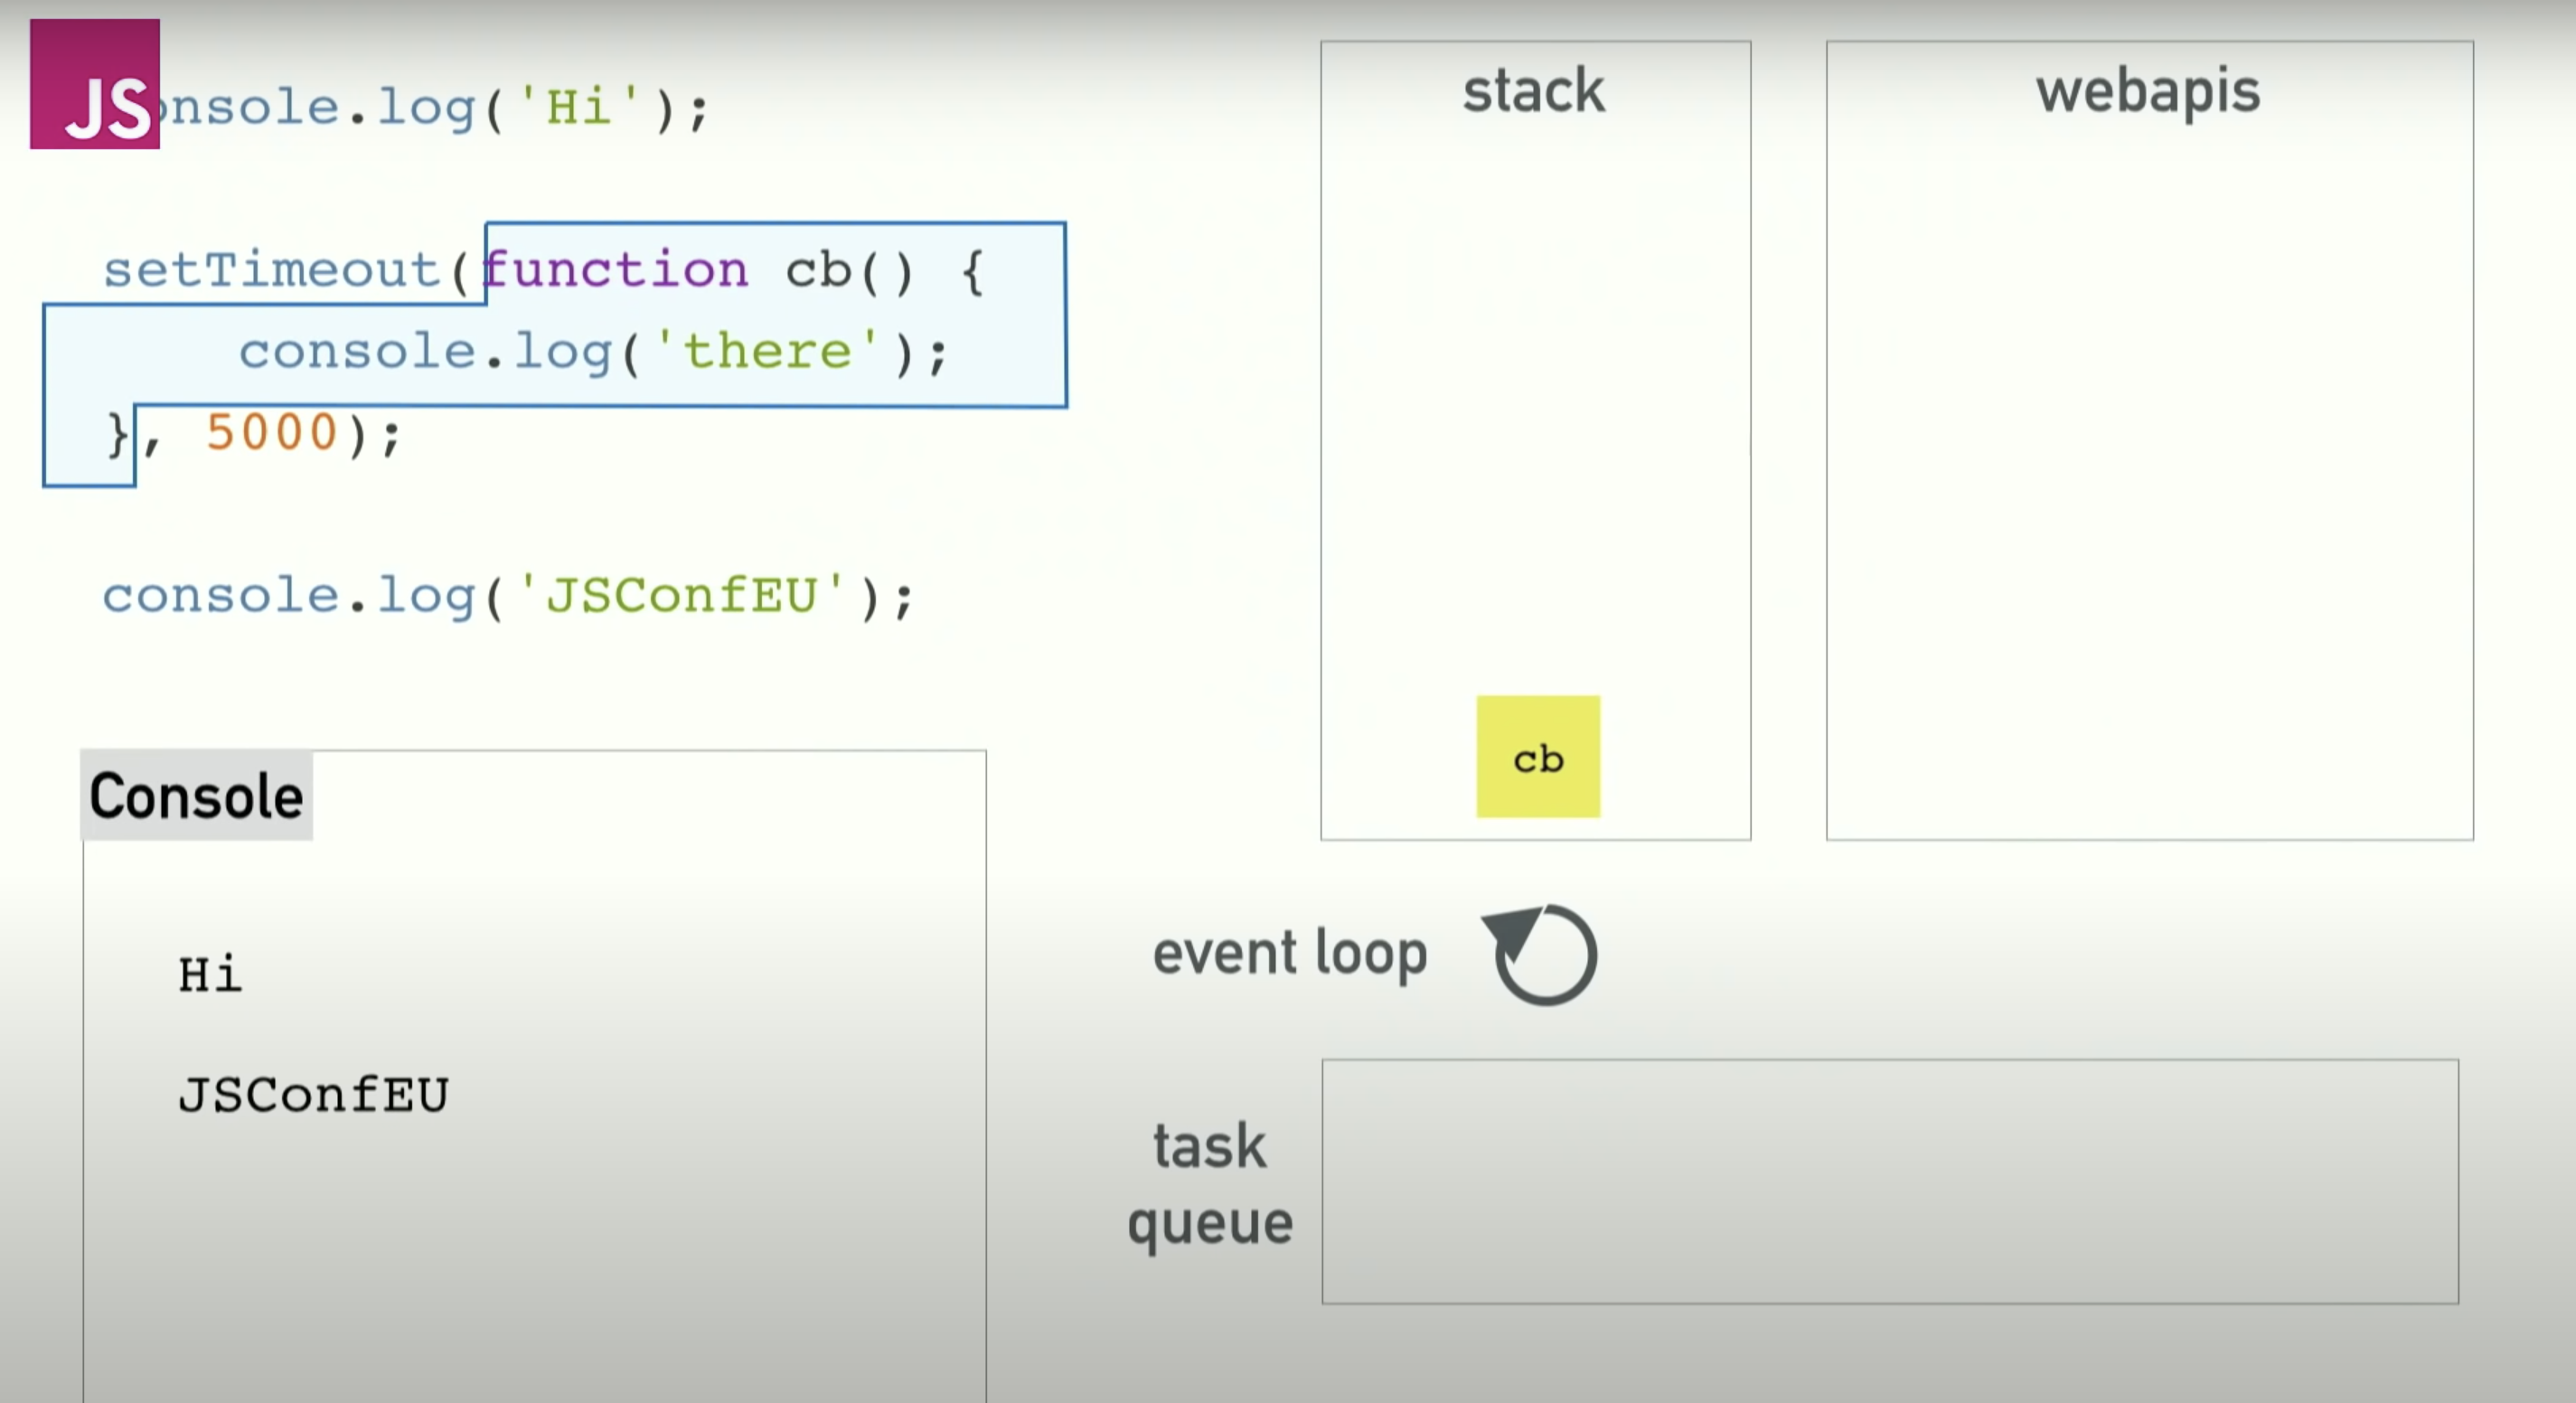 JS
onsole.log('Hi');
setTimeout(function cb() {
console.log('there');
}, 5000);
console.log('JSConfEU');
Console
Hi
JSConfEU
stack
cb
webapis
event loop
task
queue